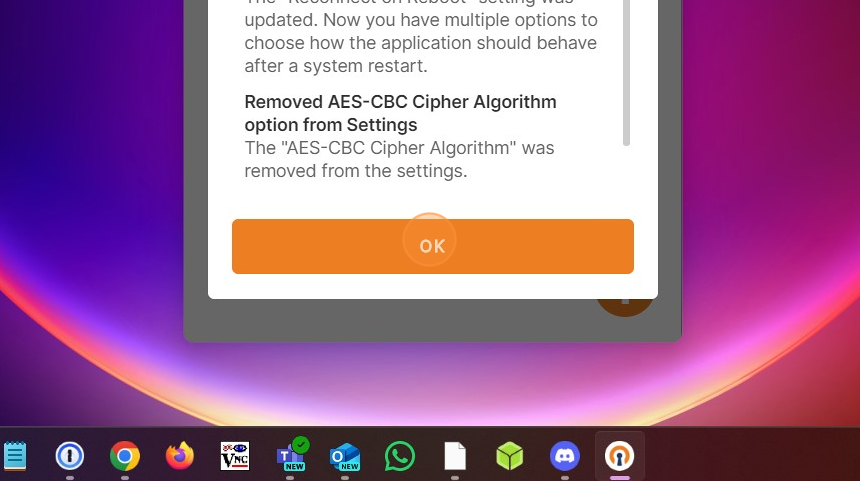 The "Reconnect on Reboot" setting was
updated. Now you have multiple options to
choose how the application should behave
after a system restart.
Removed AES-CBC Cipher Algorithm
option from Settings
The "AES-CBC Cipher Algorithm" was
removed from the settings.
OK
VNC
T
NEW
O
NEW